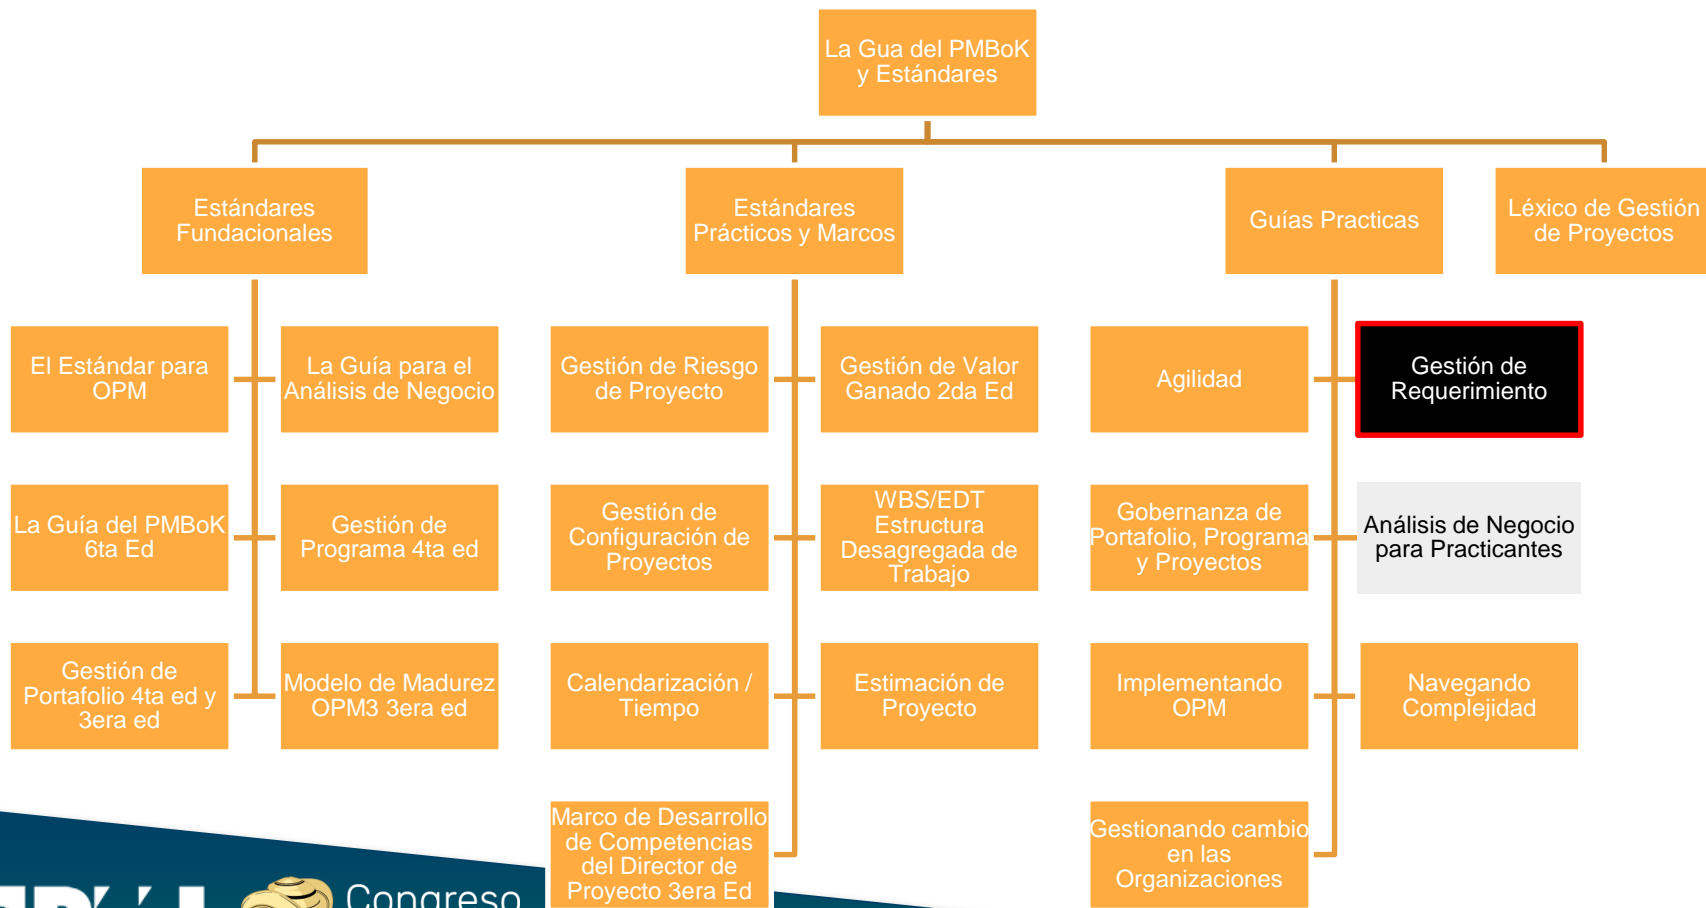 La Gua del PMBoK
y Estándares
Estándares
Fundacionales
Estándares
Prácticos y Marcos
Guías Practicas
Léxico de Gestión
de Proyectos
El Estándar para
OPM
La Guía para el
Análisis de Negocio
Gestión de Riesgo
de Proyecto
Gestión de Valor
Ganado 2da Ed
Agilidad
Gestión de
Requerimiento
La Guía del PMBoK
6ta Ed
Gestión de
Programa 4ta ed
Gestión de
Configuración de
Proyectos
WBS/EDT
Estructura
Desagregada de
Trabajo
Gobernanza de
Portafolio, Programa
y Proyectos
Análisis de Negocio
para Practicantes
Gestión de
Portafolio 4ta ed y
3era ed
Modelo de Madurez
OPM3 3era ed
Calendarización /
Tiempo
Estimación de
Proyecto
Implementando
OPM
Navegando
Complejidad
Marco de Desarrollo
de Competencias
del Director de
Proyecto 3era Ed
Gestionando cambio
en las
Organizaciones
Congreso